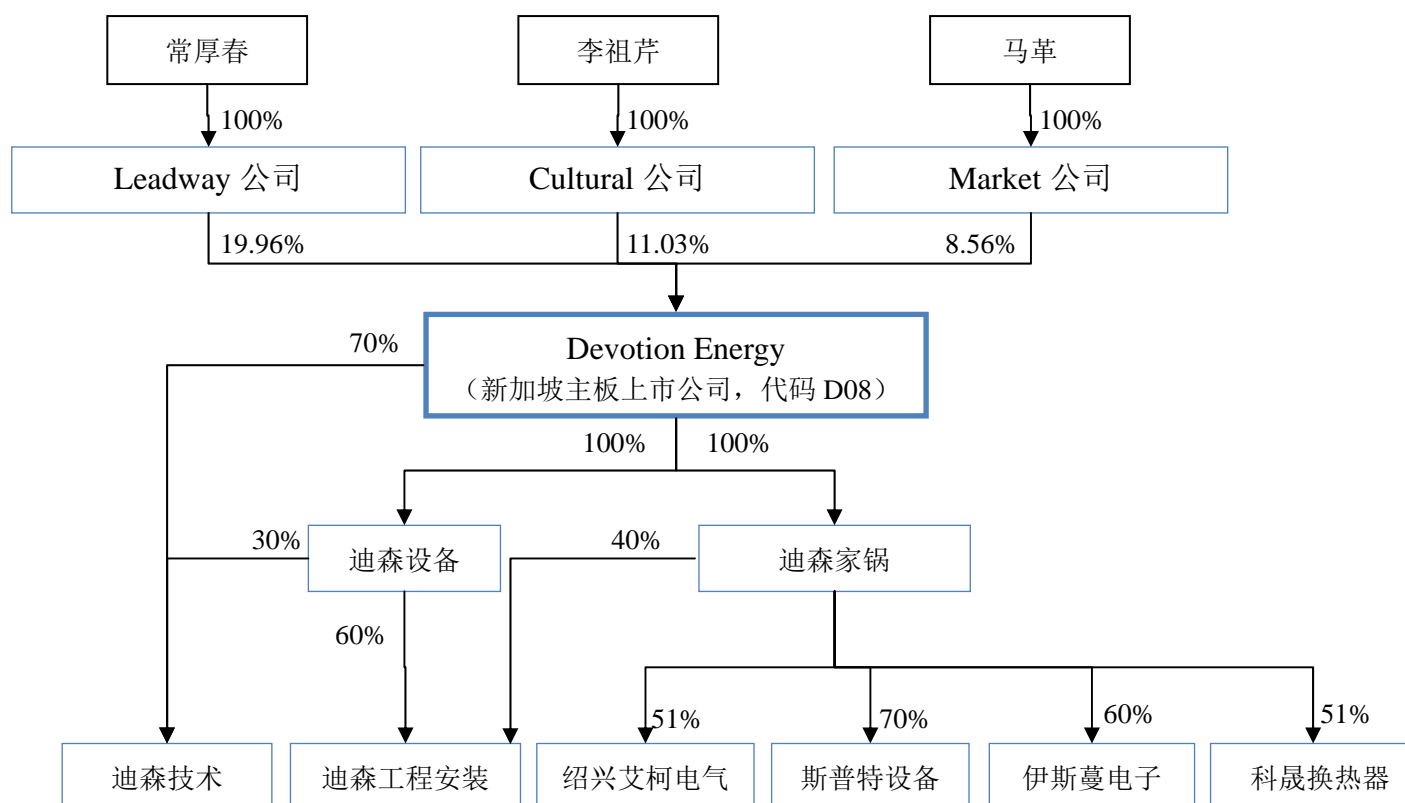 常厚春
李祖芹
马革
100%
100%
100%
Leadway 公司
Cultural 公司
Market 公司
19.96%
11.03%
8.56%
70%
Devotion Energy
（新加坡主板上市公司，代码 D08）
100%
100%
30%
迪森设备
40%
迪森家锅
60%
51%
70%
60%
51%
迪森技术
迪森工程安装
绍兴艾柯电气
斯普特设备
伊斯蔓电子
科晟换热器